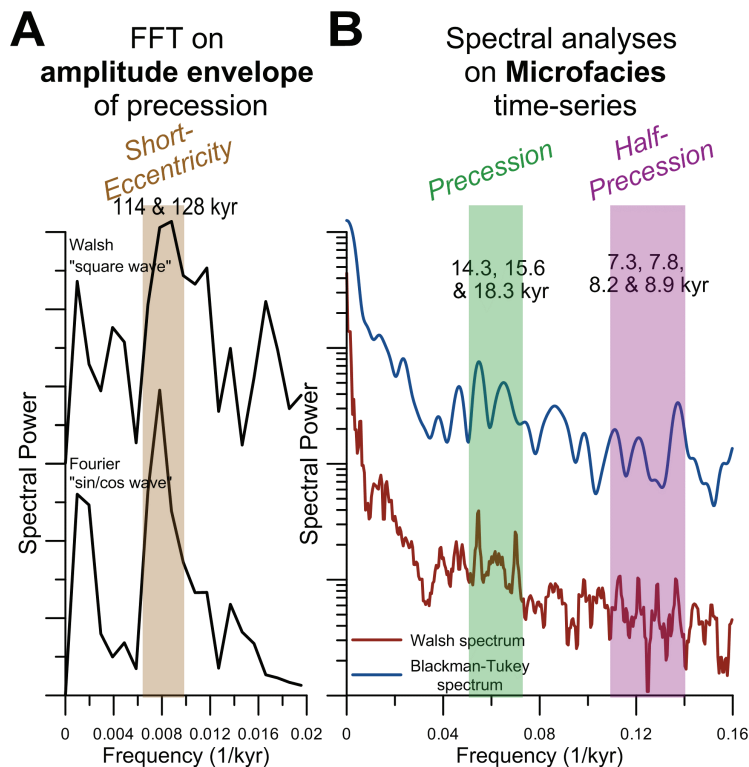 A
FFT on
amplitude envelope
of precession
Short-
Eccentricity
114 & 128 kyr
Walsh
"square wave"
Fourier
"sin/cos wave"
Spectral Power
0
0.004
0.008
0.012
0.016
0.02
Frequency (1/kyr)
B
Spectral analyses
on Microfacies
time-series
Precession
Half-
Precession
14.3, 15.6
& 18.3 kyr
7.3, 7.8,
8.2 & 8.9 kyr
Spectral Power
Walsh spectrum
Blackman-Tukey
spectrum
0
0.04
0.08
0.12
0.16
Frequency (1/kyr)